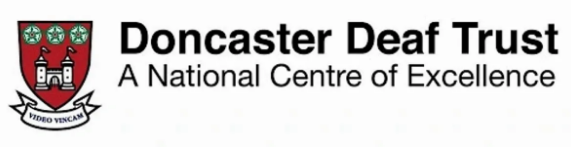 Doncaster Deaf Trust
A National Centre of Excellence
VIDEO VINCAM